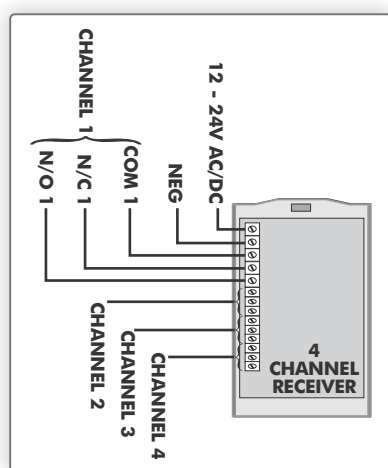 CHANNEL 1
N/O 1
N/C 1
COM 1
NEG
12 - 24V AC/DC
CHANNEL 2
CHANNEL 3
CHANNEL 4
4
CHANNEL
RECEIVER